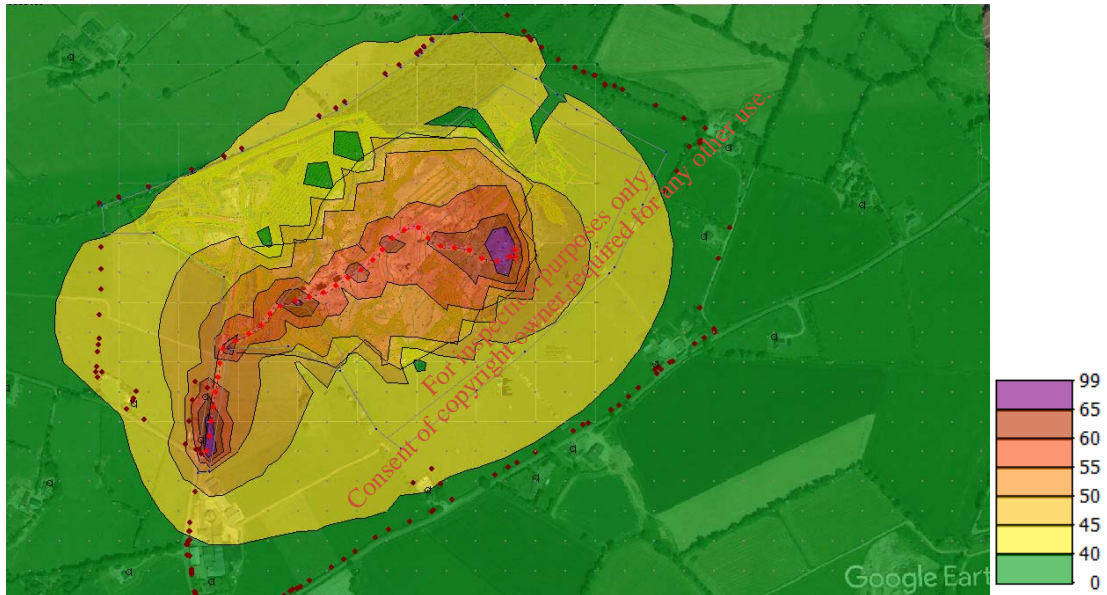 For inspection purposes only.
Consent of copyright owner required for any other use.
99
65
60
55
50
45
40
0
Google Eart